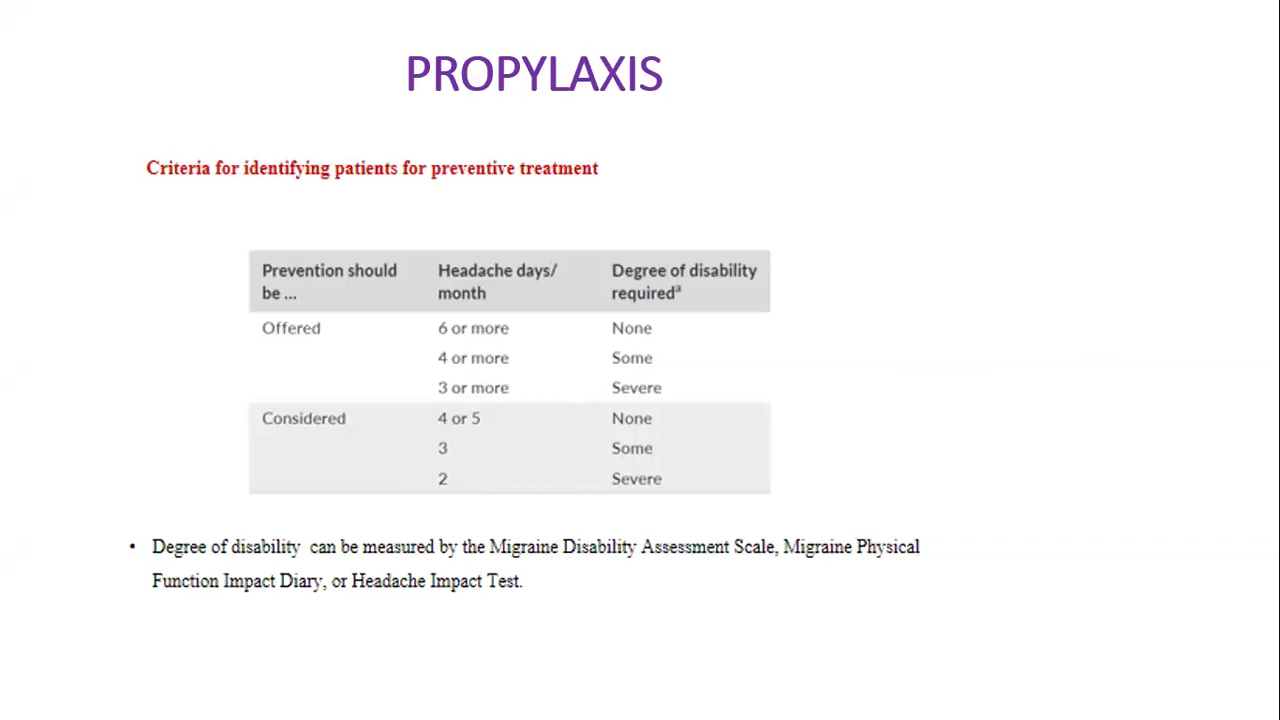 PROPYLAXIS
Criteria for identifying patients for preventive treatment
Prevention should be ... Headache days/ month Degree of disability requiredª
Offered 6 or more None
4 or more Some
3 or more Severe
Considered 4 or 5 None
3 Some
2 Severe
• Degree of disability can be measured by the Migraine Disability Assessment Scale, Migraine Physical
Function Impact Diary, or Headache Impact Test.